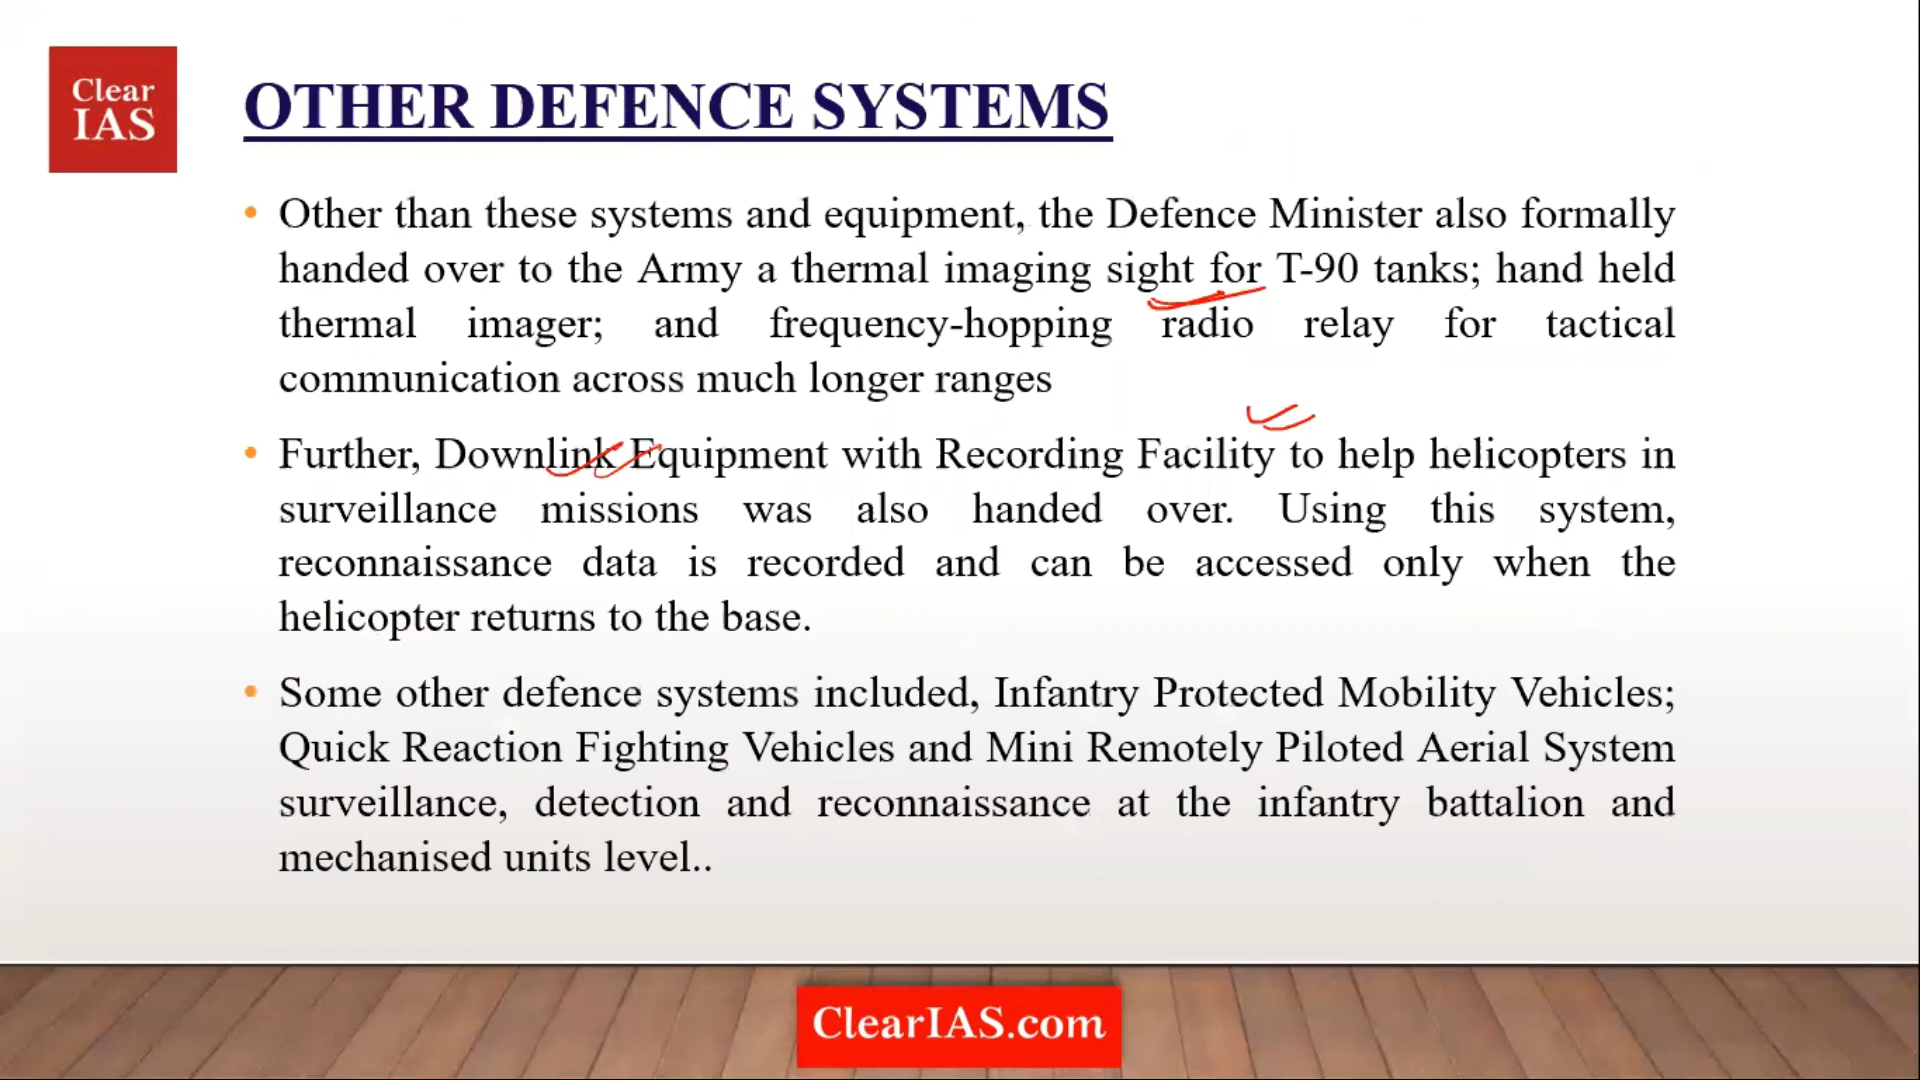 Clear
IAS
OTHER DEFENCE SYSTEMS
• Other than these systems and equipment, the Defence Minister also formally
handed over to the Army a thermal imaging sight for T-90 tanks; hand held
thermal imager; and frequency-hopping radio relay for tactical
communication across much longer ranges
• Further, Downlink Equipment with Recording Facility to help helicopters in
surveillance missions was also handed over. Using this system,
reconnaissance data is recorded and can be accessed only when the
helicopter returns to the base.
• Some other defence systems included, Infantry Protected Mobility Vehicles;
Quick Reaction Fighting Vehicles and Mini Remotely Piloted Aerial System
surveillance, detection and reconnaissance at the infantry battalion and
mechanised units level..
ClearIAS.com